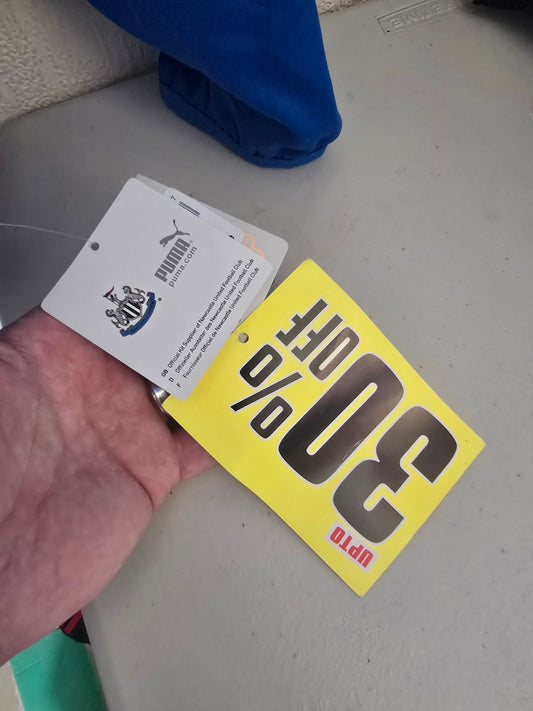 PUMA
puma.com
GB Official Kit Supplier of Newcastle United Football Club
D Offizieller Ausstatter des Newcastle United Football Club
F Fournisseur Officiel de Newcastle United Football Club
UPTO
30%
OFF